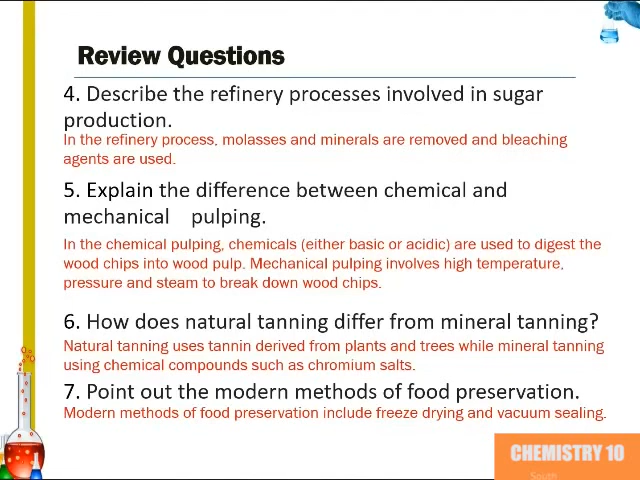 Review Questions
4. Describe the refinery processes involved in sugar
production.
In the refinery process, molasses and minerals are removed and bleaching
agents are used.
5. Explain the difference between chemical and
mechanical pulping.
In the chemical pulping, chemicals (either basic or acidic) are used to digest the
wood chips into wood pulp. Mechanical pulping involves high temperature,
pressure and steam to break down wood chips.
6. How does natural tanning differ from mineral tanning?
Natural tanning uses tannin derived from plants and trees while mineral tanning
using chemical compounds such as chromium salts.
7. Point out the modern methods of food preservation.
Modern methods of food preservation include freeze drying and vacuum sealing.
CHEMISTRY 10